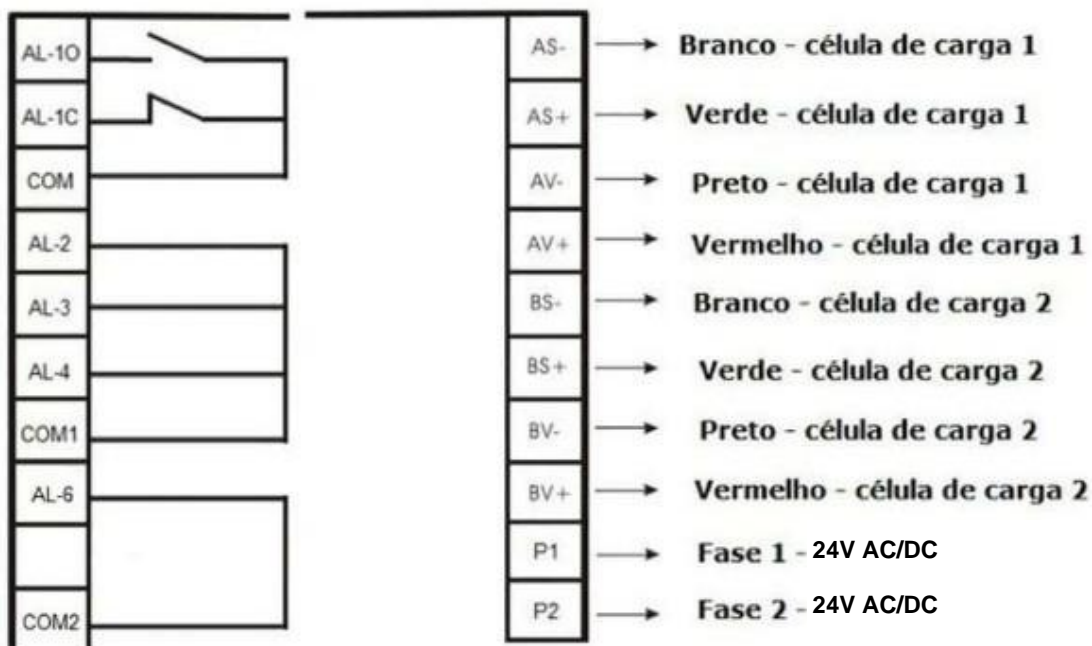 AL-1O
AL-1C
COM
AL-2
AL-3
AL-4
COM1
AL-6
COM2
AS- Branco - célula de carga 1
AS+ Verde - célula de carga 1
AV- Preto - célula de carga 1
AV+ Vermelho - célula de carga 1
BS- Branco - célula de carga 2
BS+ Verde - célula de carga 2
BV- Preto - célula de carga 2
BV+ Vermelho - célula de carga 2
P1 Fase 1 - 24V AC/DC
P2 Fase 2 - 24V AC/DC